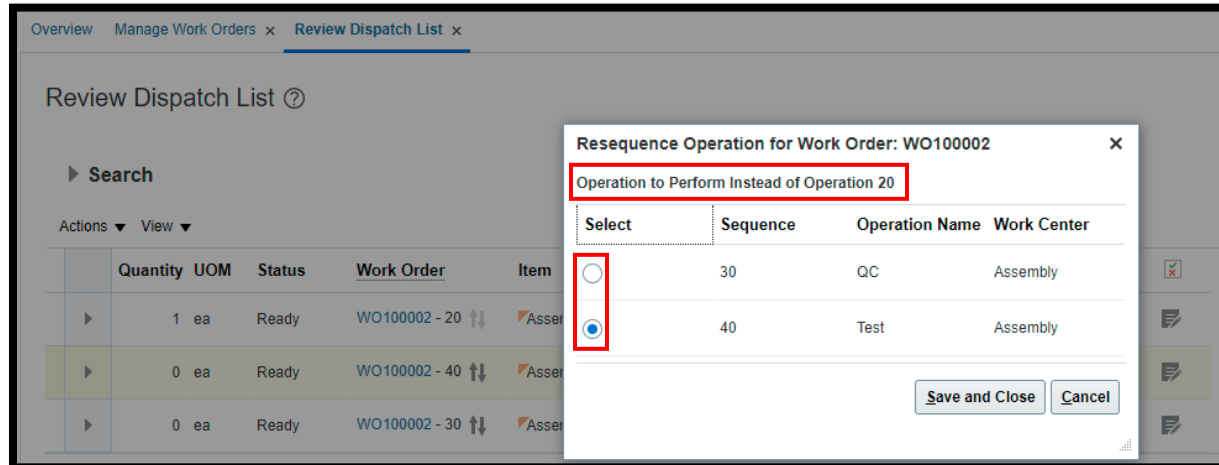 Overview Manage Work Orders x Review Dispatch List x
Review Dispatch List ?
Search
Actions View
Quantity UOM Status Work Order Item
1 ea Ready WO100002 - 20 Asser
0 ea Ready WO100002 - 40 Asser
0 ea Ready WO100002 - 30 Asser
Resequence Operation for Work Order: WO100002 ×
Operation to Perform Instead of Operation 20
Select Sequence Operation Name Work Center
30 QC Assembly
40 Test Assembly
Save and Close Cancel